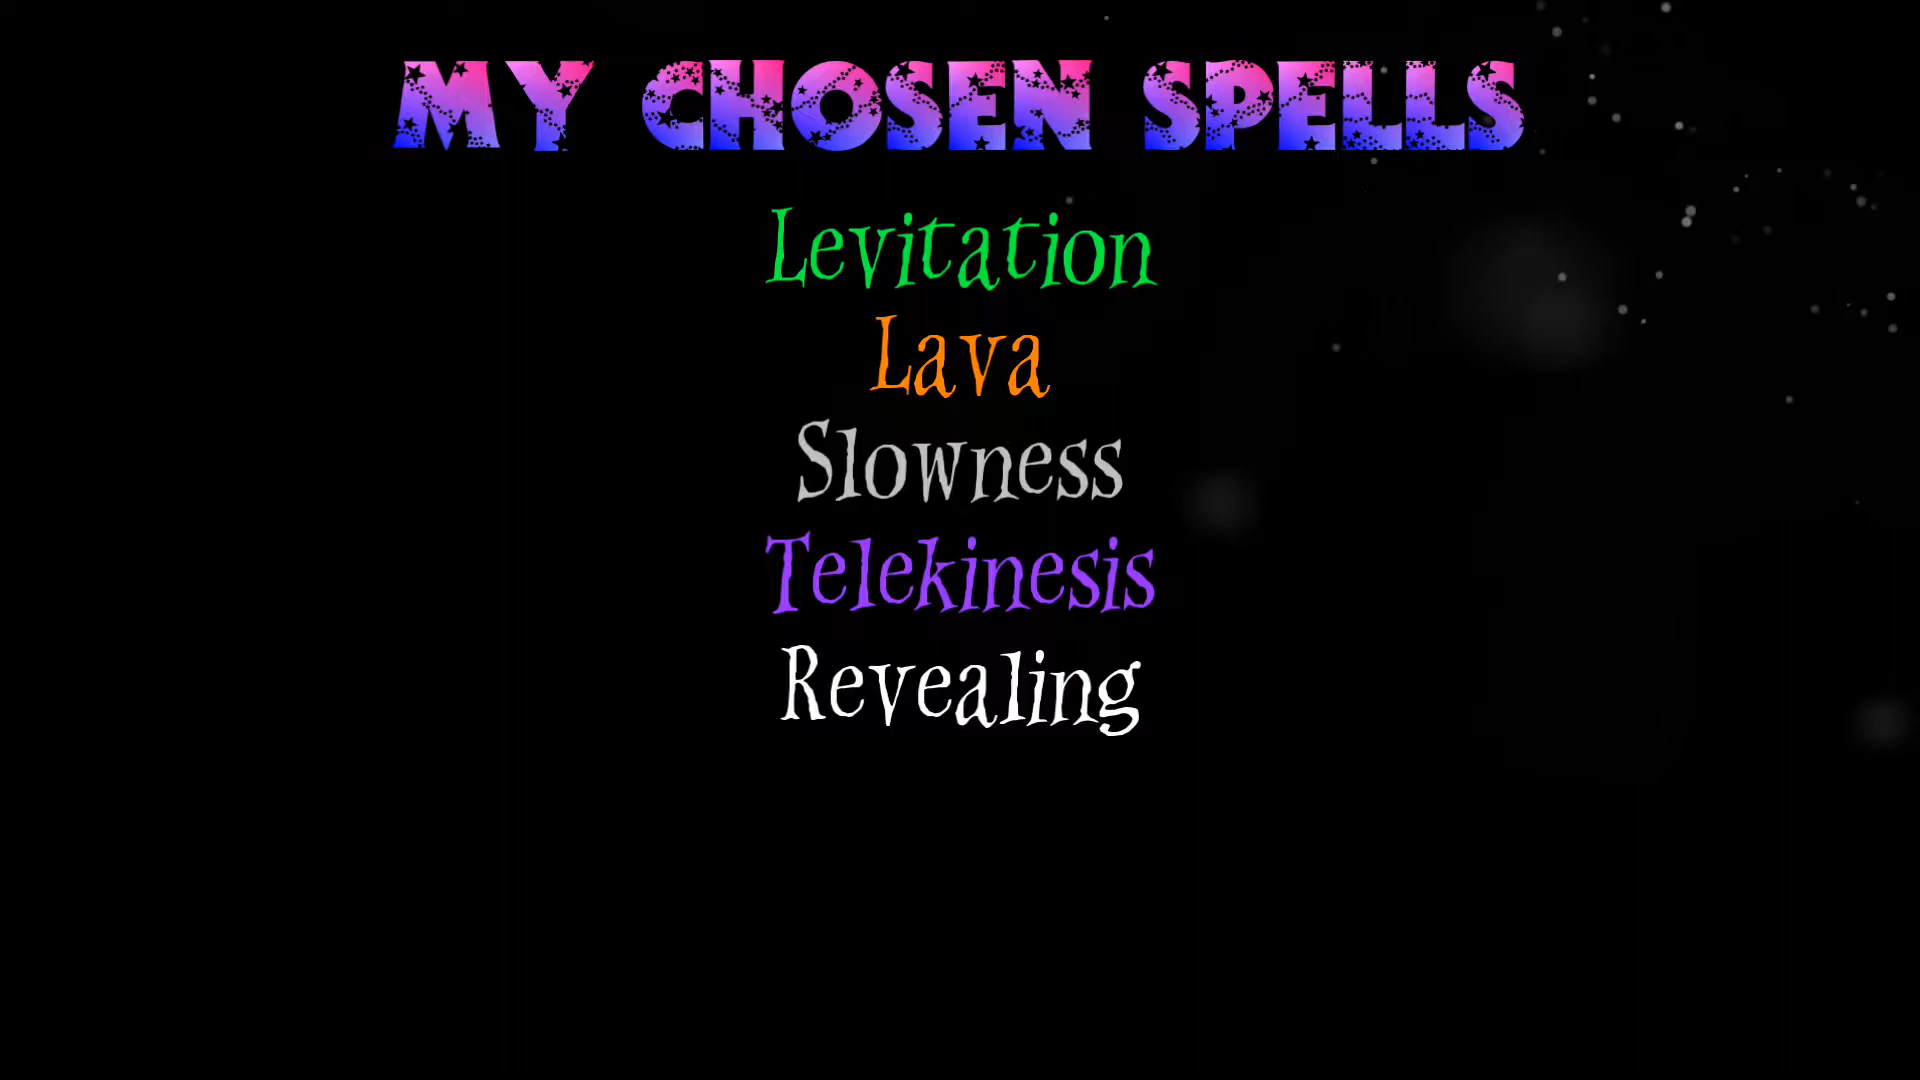 MY CHOSEN SPELLS
Levitation
Lava
Slowness
Telekinesis
Revealing